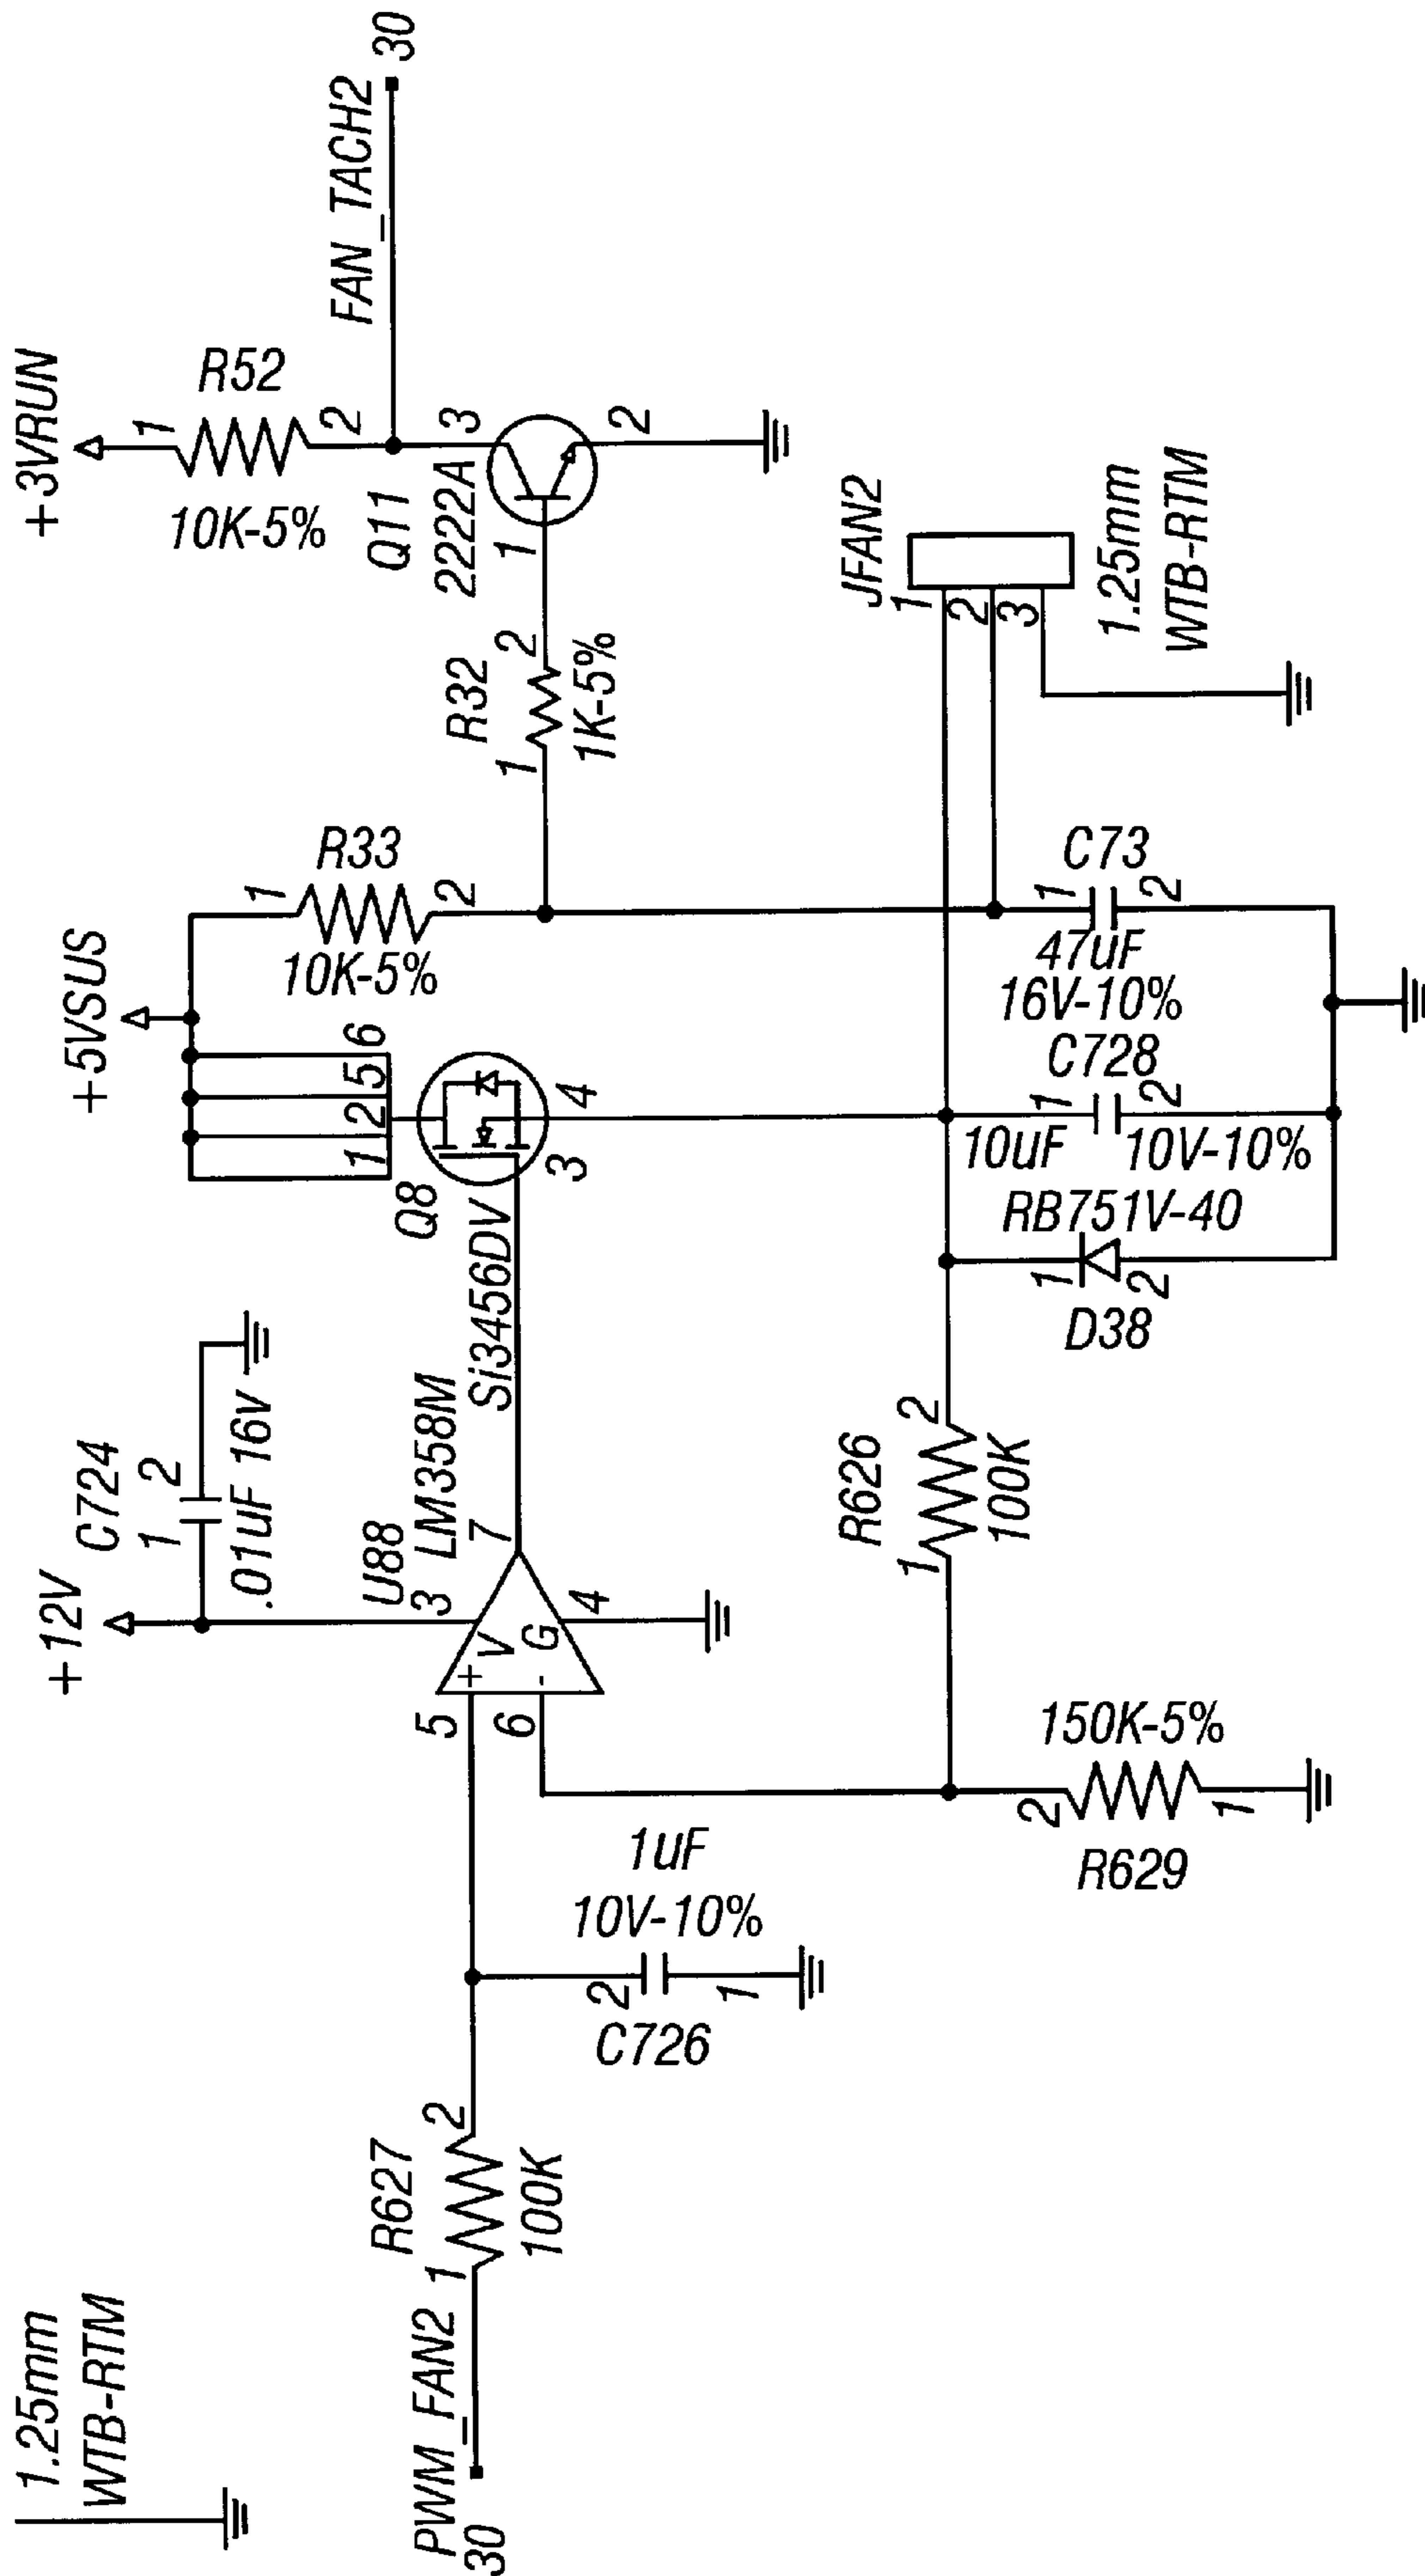 1.25mm
WTB-RTM
PWM_FAN2
30
1
R627
2
100K
1uF
10V-10%
2
1
C726
+12V
C724
1
2
.01uF 16v
U88
3
LM358M
7
5
+
V
6
-
G
4
150K-5%
2
1
R629
R626
1
2
100K
Q8
Si3456DV
3
4
+5VSUS
1
2
5
6
R33
1
2
10K-5%
RB751V-40
1
2
D38
C728
1
2
10uF
10V-10%
C73
1
2
47uF
16V-10%
R32
1
2
1K-5%
+3VRUN
R52
1
2
10K-5%
Q11
2222A
3
1
2
FAN_TACH2
30
JFAN2
1
2
3
1.25mm
WTB-RTM